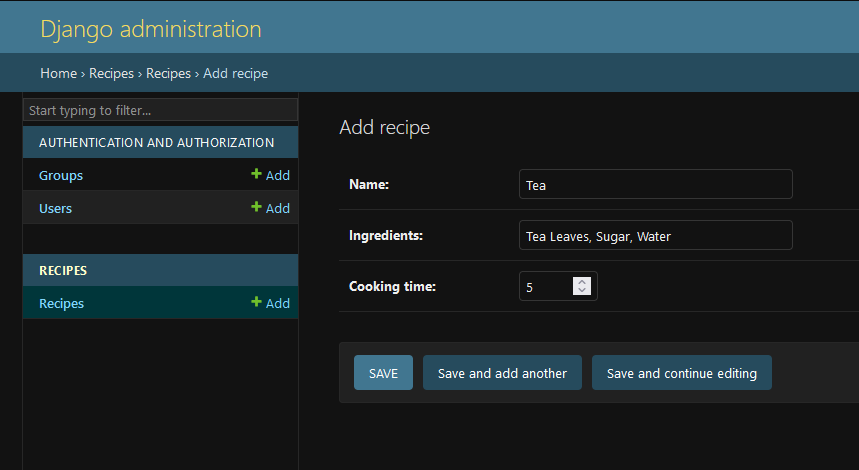 Django administration
Home › Recipes › Recipes › Add recipe
Start typing to filter...
AUTHENTICATION AND AUTHORIZATION
Groups + Add
Users + Add
RECIPES
Recipes + Add
Add recipe
Name: Tea
Ingredients: Tea Leaves, Sugar, Water
Cooking time: 5
SAVE Save and add another Save and continue editing